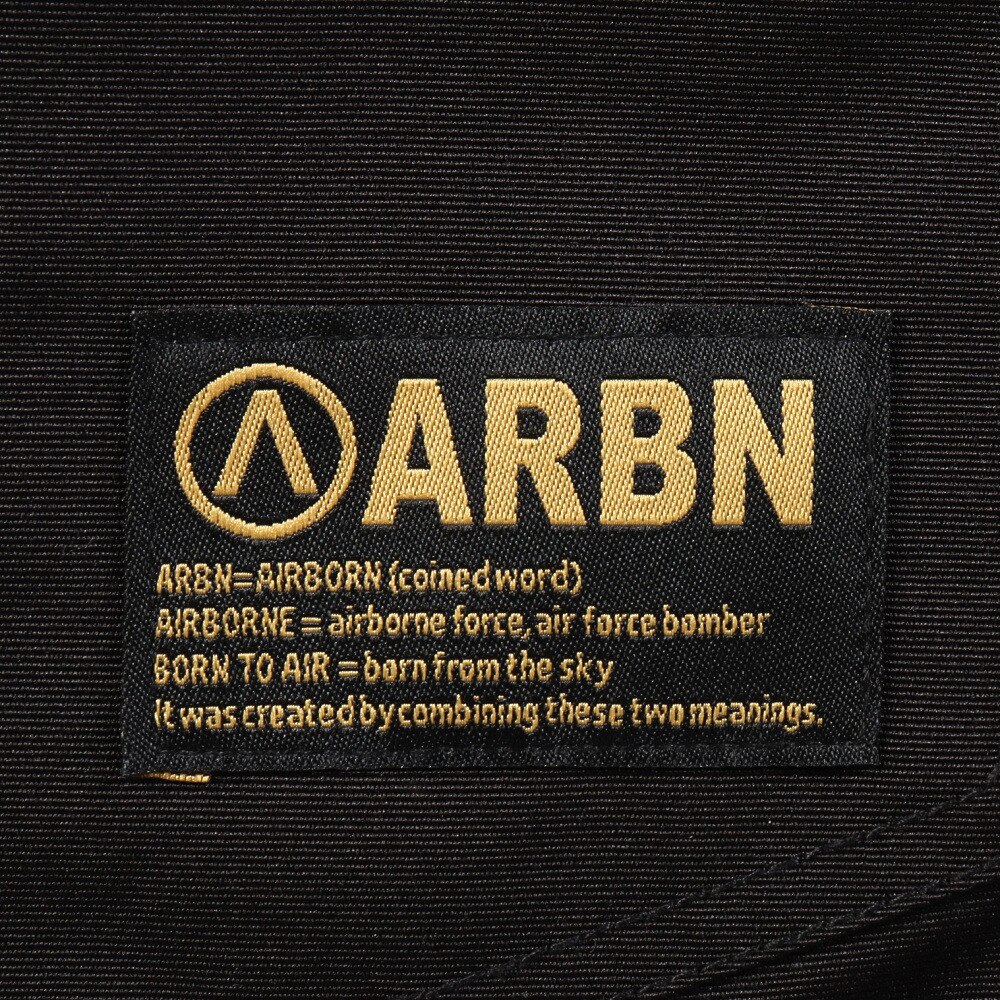 ARBN
ARBN=AIRBORN (coined word)
AIRBORNE = airborne force, air force bomber
BORN TO AIR = born from the sky
It was created by combining these two meanings.